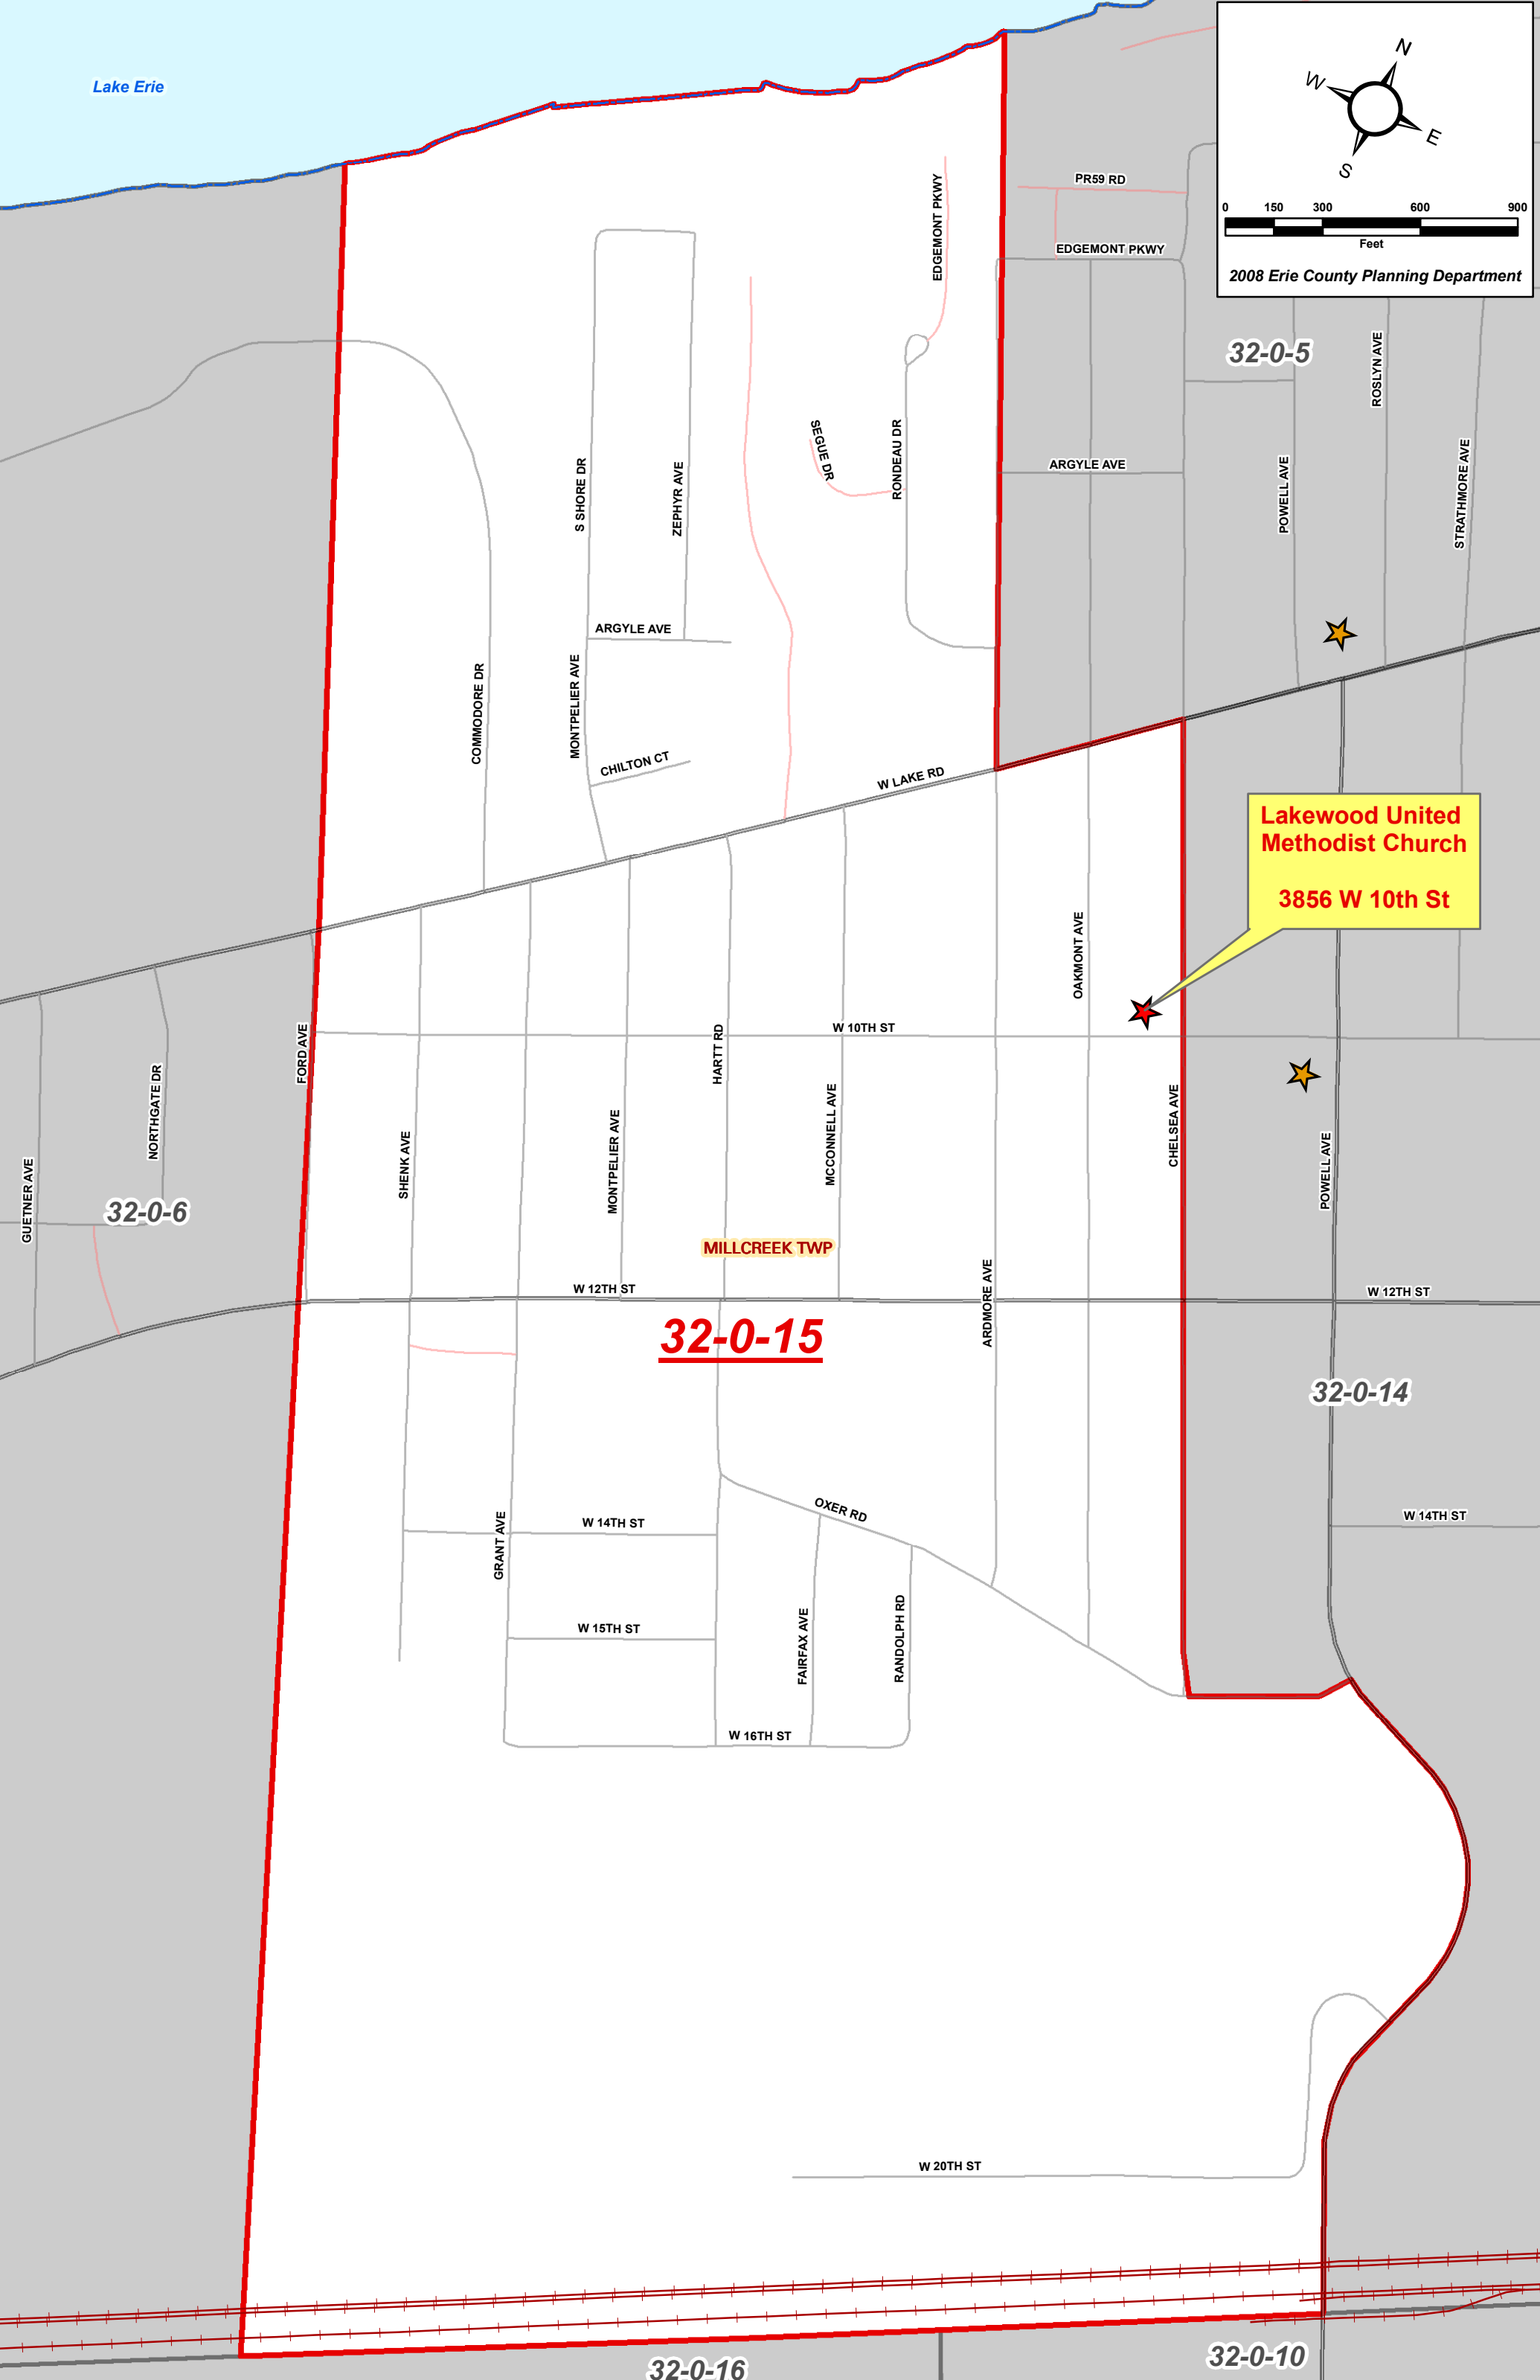 Lake Erie
N
W
E
S
0 150 300 600 900
Feet
2008 Erie County Planning Department
EDGEMONT PKWY
PR59 RD
EDGEMONT PKWY
32-0-5
ROSLYN AVE
SEGUE DR
RONDEAU DR
S SHORE DR
ZEPHYR AVE
ARGYLE AVE
POWELL AVE
STRATHMORE AVE
ARGYLE AVE
COMMODORE DR
MONTPELIER AVE
CHILTON CT
W LAKE RD
Lakewood United
Methodist Church
3856 W 10th St
OAKMONT AVE
FORD AVE
HARTT RD
W 10TH ST
NORTHGATE DR
MCCONNELL AVE
CHELSEA AVE
GUETNER AVE
SHENK AVE
MONTPELIER AVE
POWELL AVE
32-0-6
MILLCREEK TWP
W 12TH ST
ARDMORE AVE
W 12TH ST
32-0-15
32-0-14
GRANT AVE
W 14TH ST
OXER RD
W 14TH ST
W 15TH ST
FAIRFAX AVE
RANDOLPH RD
W 16TH ST
W 20TH ST
32-0-16
32-0-10